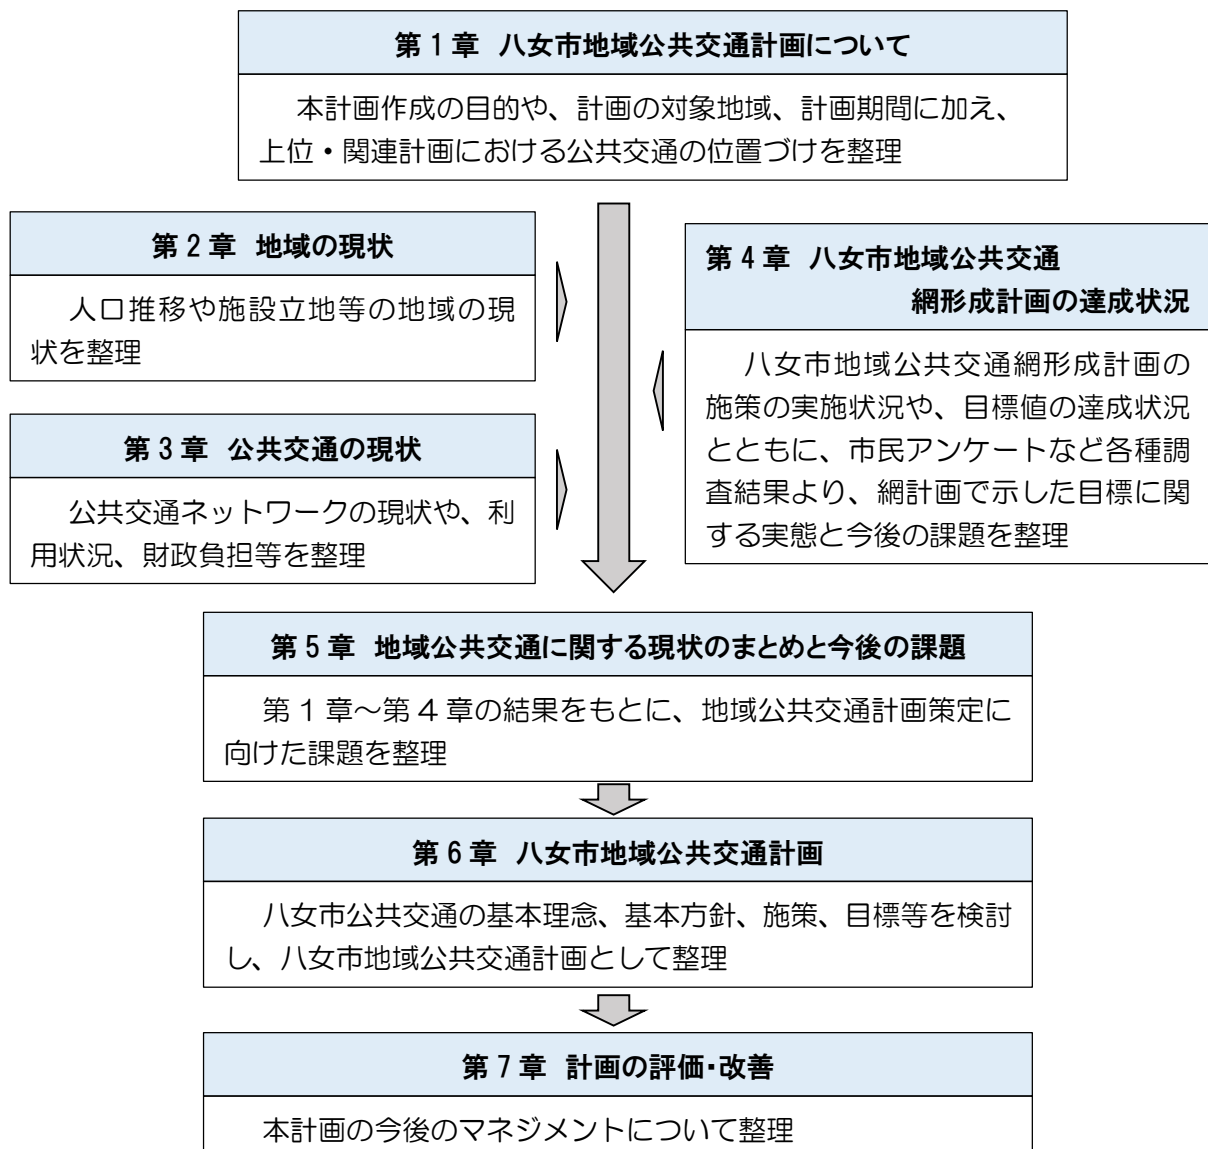 第１章 八女市地域公共交通計画について
本計画作成の目的や、計画の対象地域、計画期間に加え、
上位・関連計画における公共交通の位置づけを整理
第２章 地域の現状
人口推移や施設立地等の地域の現
状を整理
第３章 公共交通の現状
公共交通ネットワークの現状や、利
用状況、財政負担等を整理
第４章 八女市地域公共交通
網形成計画の達成状況
八女市地域公共交通網形成計画の
施策の実施状況や、目標値の達成状況
とともに、市民アンケートなど各種調
査結果より、網計画で示した目標に関
する実態と今後の課題を整理
第５章 地域公共交通に関する現状のまとめと今後の課題
第１章～第４章の結果をもとに、地域公共交通計画策定に
向けた課題を整理
第６章 八女市地域公共交通計画
八女市公共交通の基本理念、基本方針、施策、目標等を検討
し、八女市地域公共交通計画として整理
第７章 計画の評価・改善
本計画の今後のマネジメントについて整理